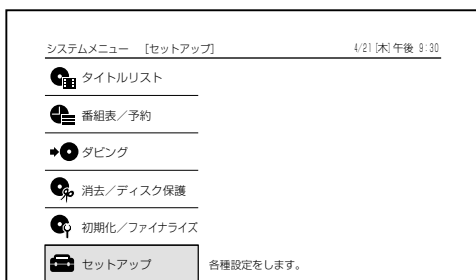 システムメニュー [セットアップ] 4/21[木]午後 9:30
タイトルリスト
番組表／予約
ダビング
消去／ディスク保護
初期化／ファイナライズ
セットアップ 各種設定をします。